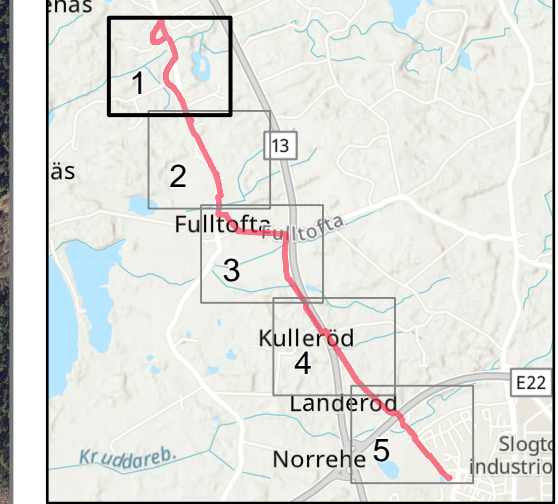 enäs
1
13
2
äs
Fulltofta
Fulltofta
3
Kulleröd
4
E22
Landeröd
Norrehe
5
Kruddareb.
Slogto
industrio